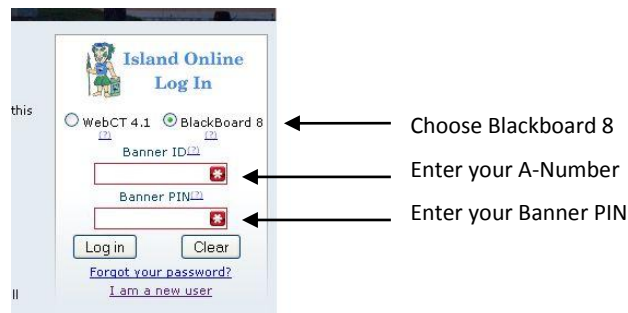 Island Online
Log In
this
WebCT 4.1 BlackBoard 8
(?) (?)
Choose Blackboard 8
Banner ID(?)
Enter your A-Number
Banner PIN(?)
Enter your Banner PIN
Log in Clear
Forgot your password?
I am a new user
ll